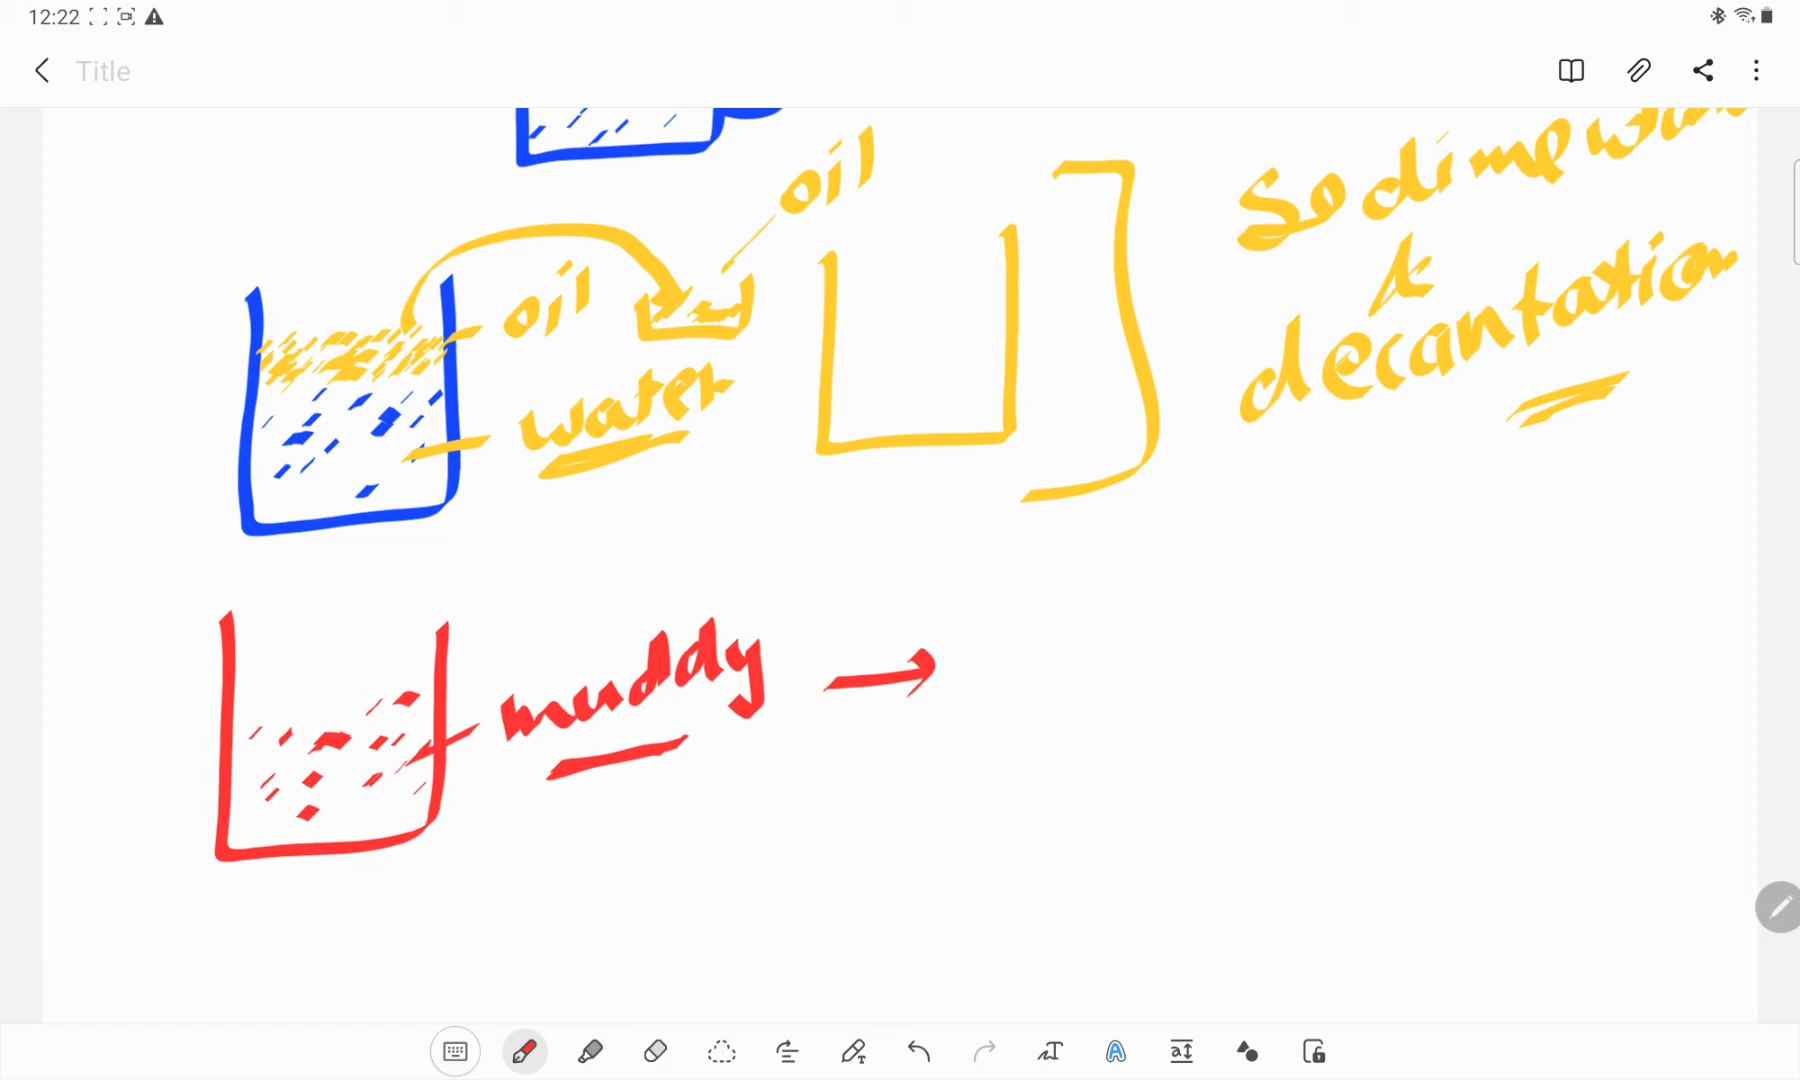 12:22
Title
oil
Sedimentation
oil
&
water
decantation
muddy →